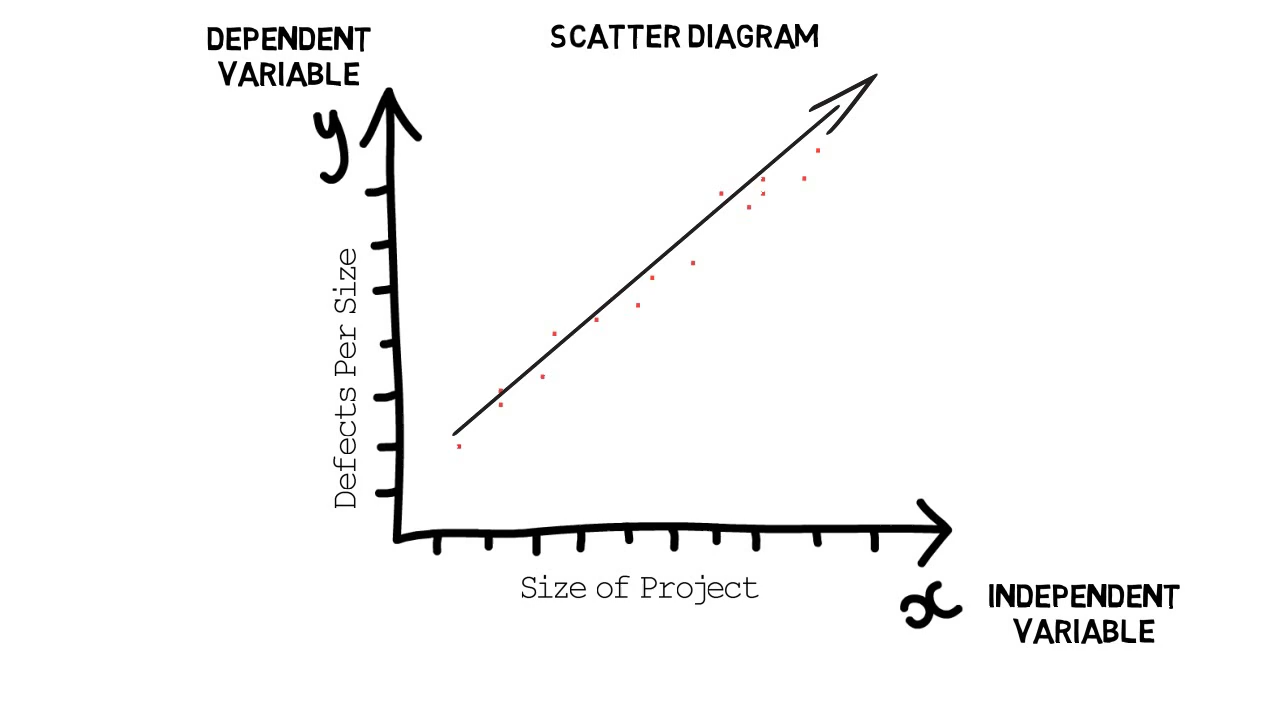 DEPENDENT
VARIABLE
SCATTER DIAGRAM
y
Defects Per Size
Size of Project
x
INDEPENDENT
VARIABLE